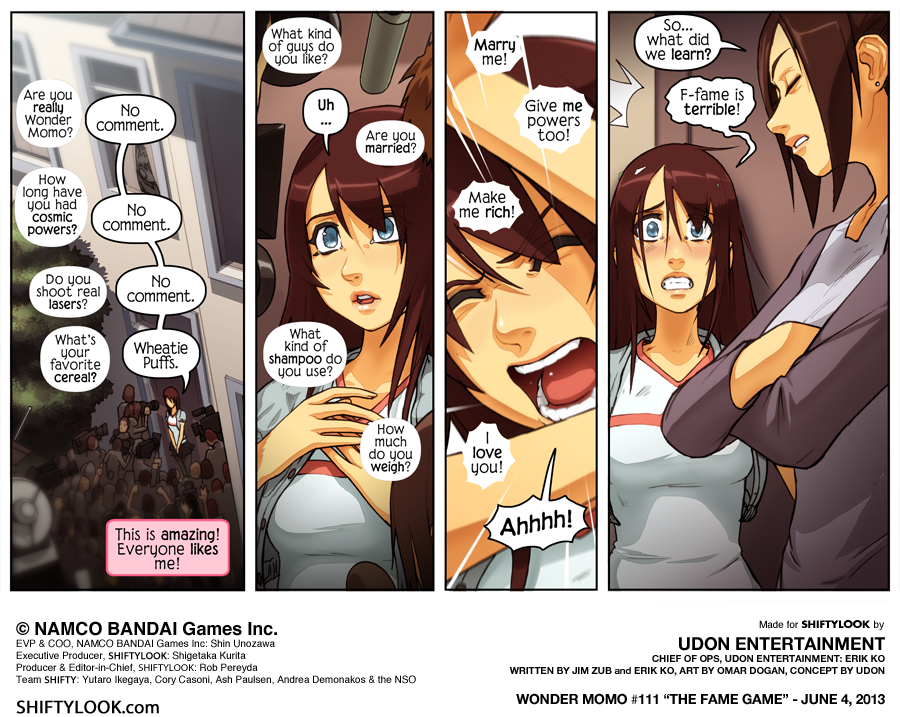 Are you
really
Wonder
Momo?
No
comment.
How
long have
you had
cosmic
powers?
No
comment.
Do you
shoot real
lasers?
No
comment.
What's
your
favorite
cereal?
Wheatie
Puffs.
This is amazing!
Everyone likes
me!
What kind
of guys do
you like?
Uh
...
Are you
married?
What
kind of
shampoo do
you use?
How
much
do you
weigh?
Marry
me!
Give me
powers
too!
Make
me rich!
I
love
you!
Ahhhh!
So...
what did
we learn?
F-fame is
terrible!
© NAMCO BANDAI Games Inc.
EVP & COO, NAMCO BANDAI Games Inc: Shin Unozawa
Executive Producer, SHIFTYLOOK: Shigetaka Kurita
Producer & Editor-in-Chief, SHIFTYLOOK: Rob Pereyda
Team SHIFTY: Yutaro Ikegaya, Cory Casoni, Ash Paulsen, Andrea Demonakos & the NSO
SHIFTYLOOK.com
Made for SHIFTYLOOK by
UDON ENTERTAINMENT
CHIEF OF OPS, UDON ENTERTAINMENT: ERIK KO
WRITTEN BY JIM ZUB and ERIK KO, ART BY OMAR DOGAN, CONCEPT BY UDON
WONDER MOMO #111 “THE FAME GAME” - JUNE 4, 2013